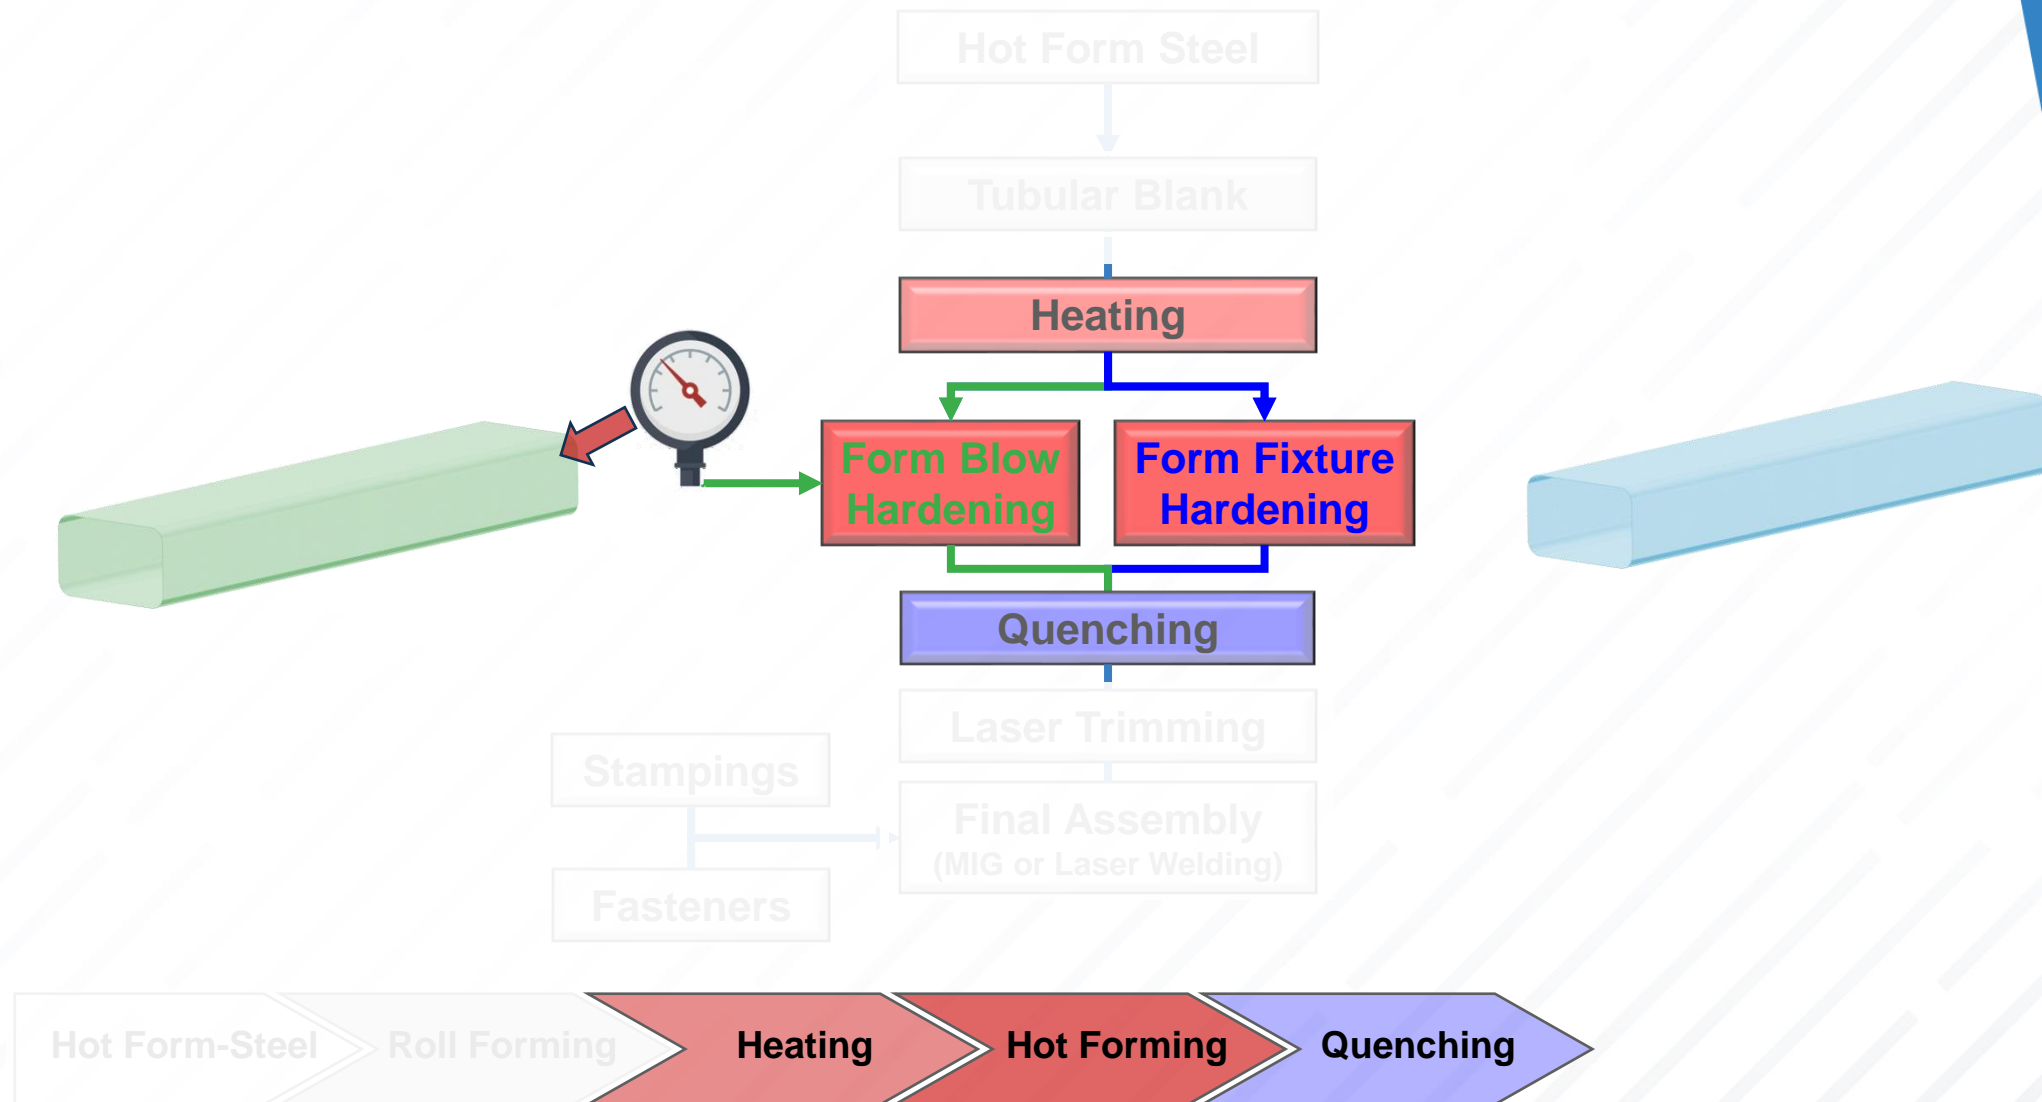 Hot Form Steel
Tubular Blank
Heating
Form Blow
Hardening
Form Fixture
Hardening
Quenching
Laser Trimming
Stampings
Final Assembly
(MIG or Laser Welding)
Fasteners
Hot Form-Steel
Roll Forming
Heating
Hot Forming
Quenching